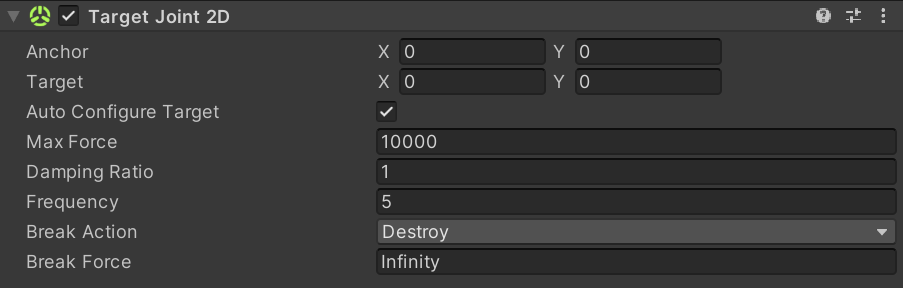 Target Joint 2D
Anchor X 0 Y 0
Target X 0 Y 0
Auto Configure Target
Max Force 10000
Damping Ratio 1
Frequency 5
Break Action Destroy
Break Force Infinity